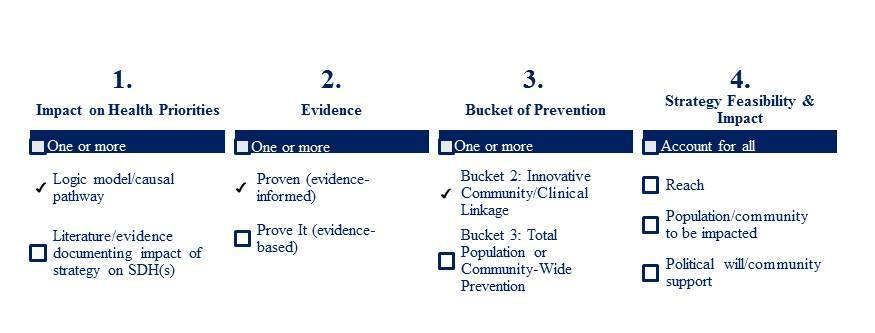 1.
Impact on Health Priorities
One or more
Logic model/causal
pathway
Literature/evidence
documenting impact of
strategy on SDH(s)
2.
Evidence
One or more
Proven (evidence-
informed)
Prove It (evidence-
based)
3.
Bucket of Prevention
One or more
Bucket 2: Innovative
Community/Clinical
Linkage
Bucket 3: Total
Population or
Community-Wide
Prevention
4.
Strategy Feasibility &
Impact
Account for all
Reach
Population/community
to be impacted
Political will/community
support